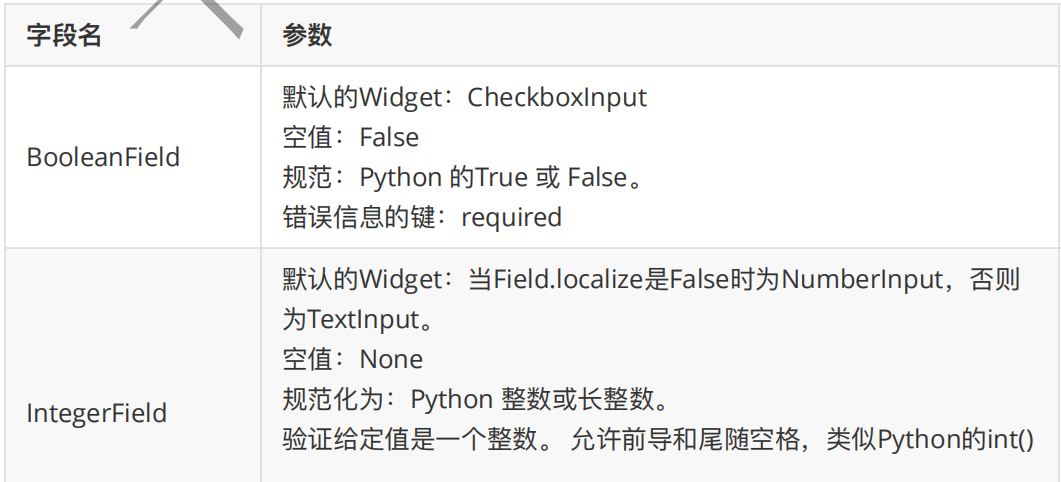 字段名
参数
BooleanField
默认的Widget：CheckboxInput
空值：False
规范：Python 的True 或 False。
错误信息的键：required
IntegerField
默认的Widget：当Field.localize是False时为NumberInput，否则
为TextInput。
空值：None
规范化为：Python 整数或长整数。
验证给定值是一个整数。 允许前导和尾随空格，类似Python的int()